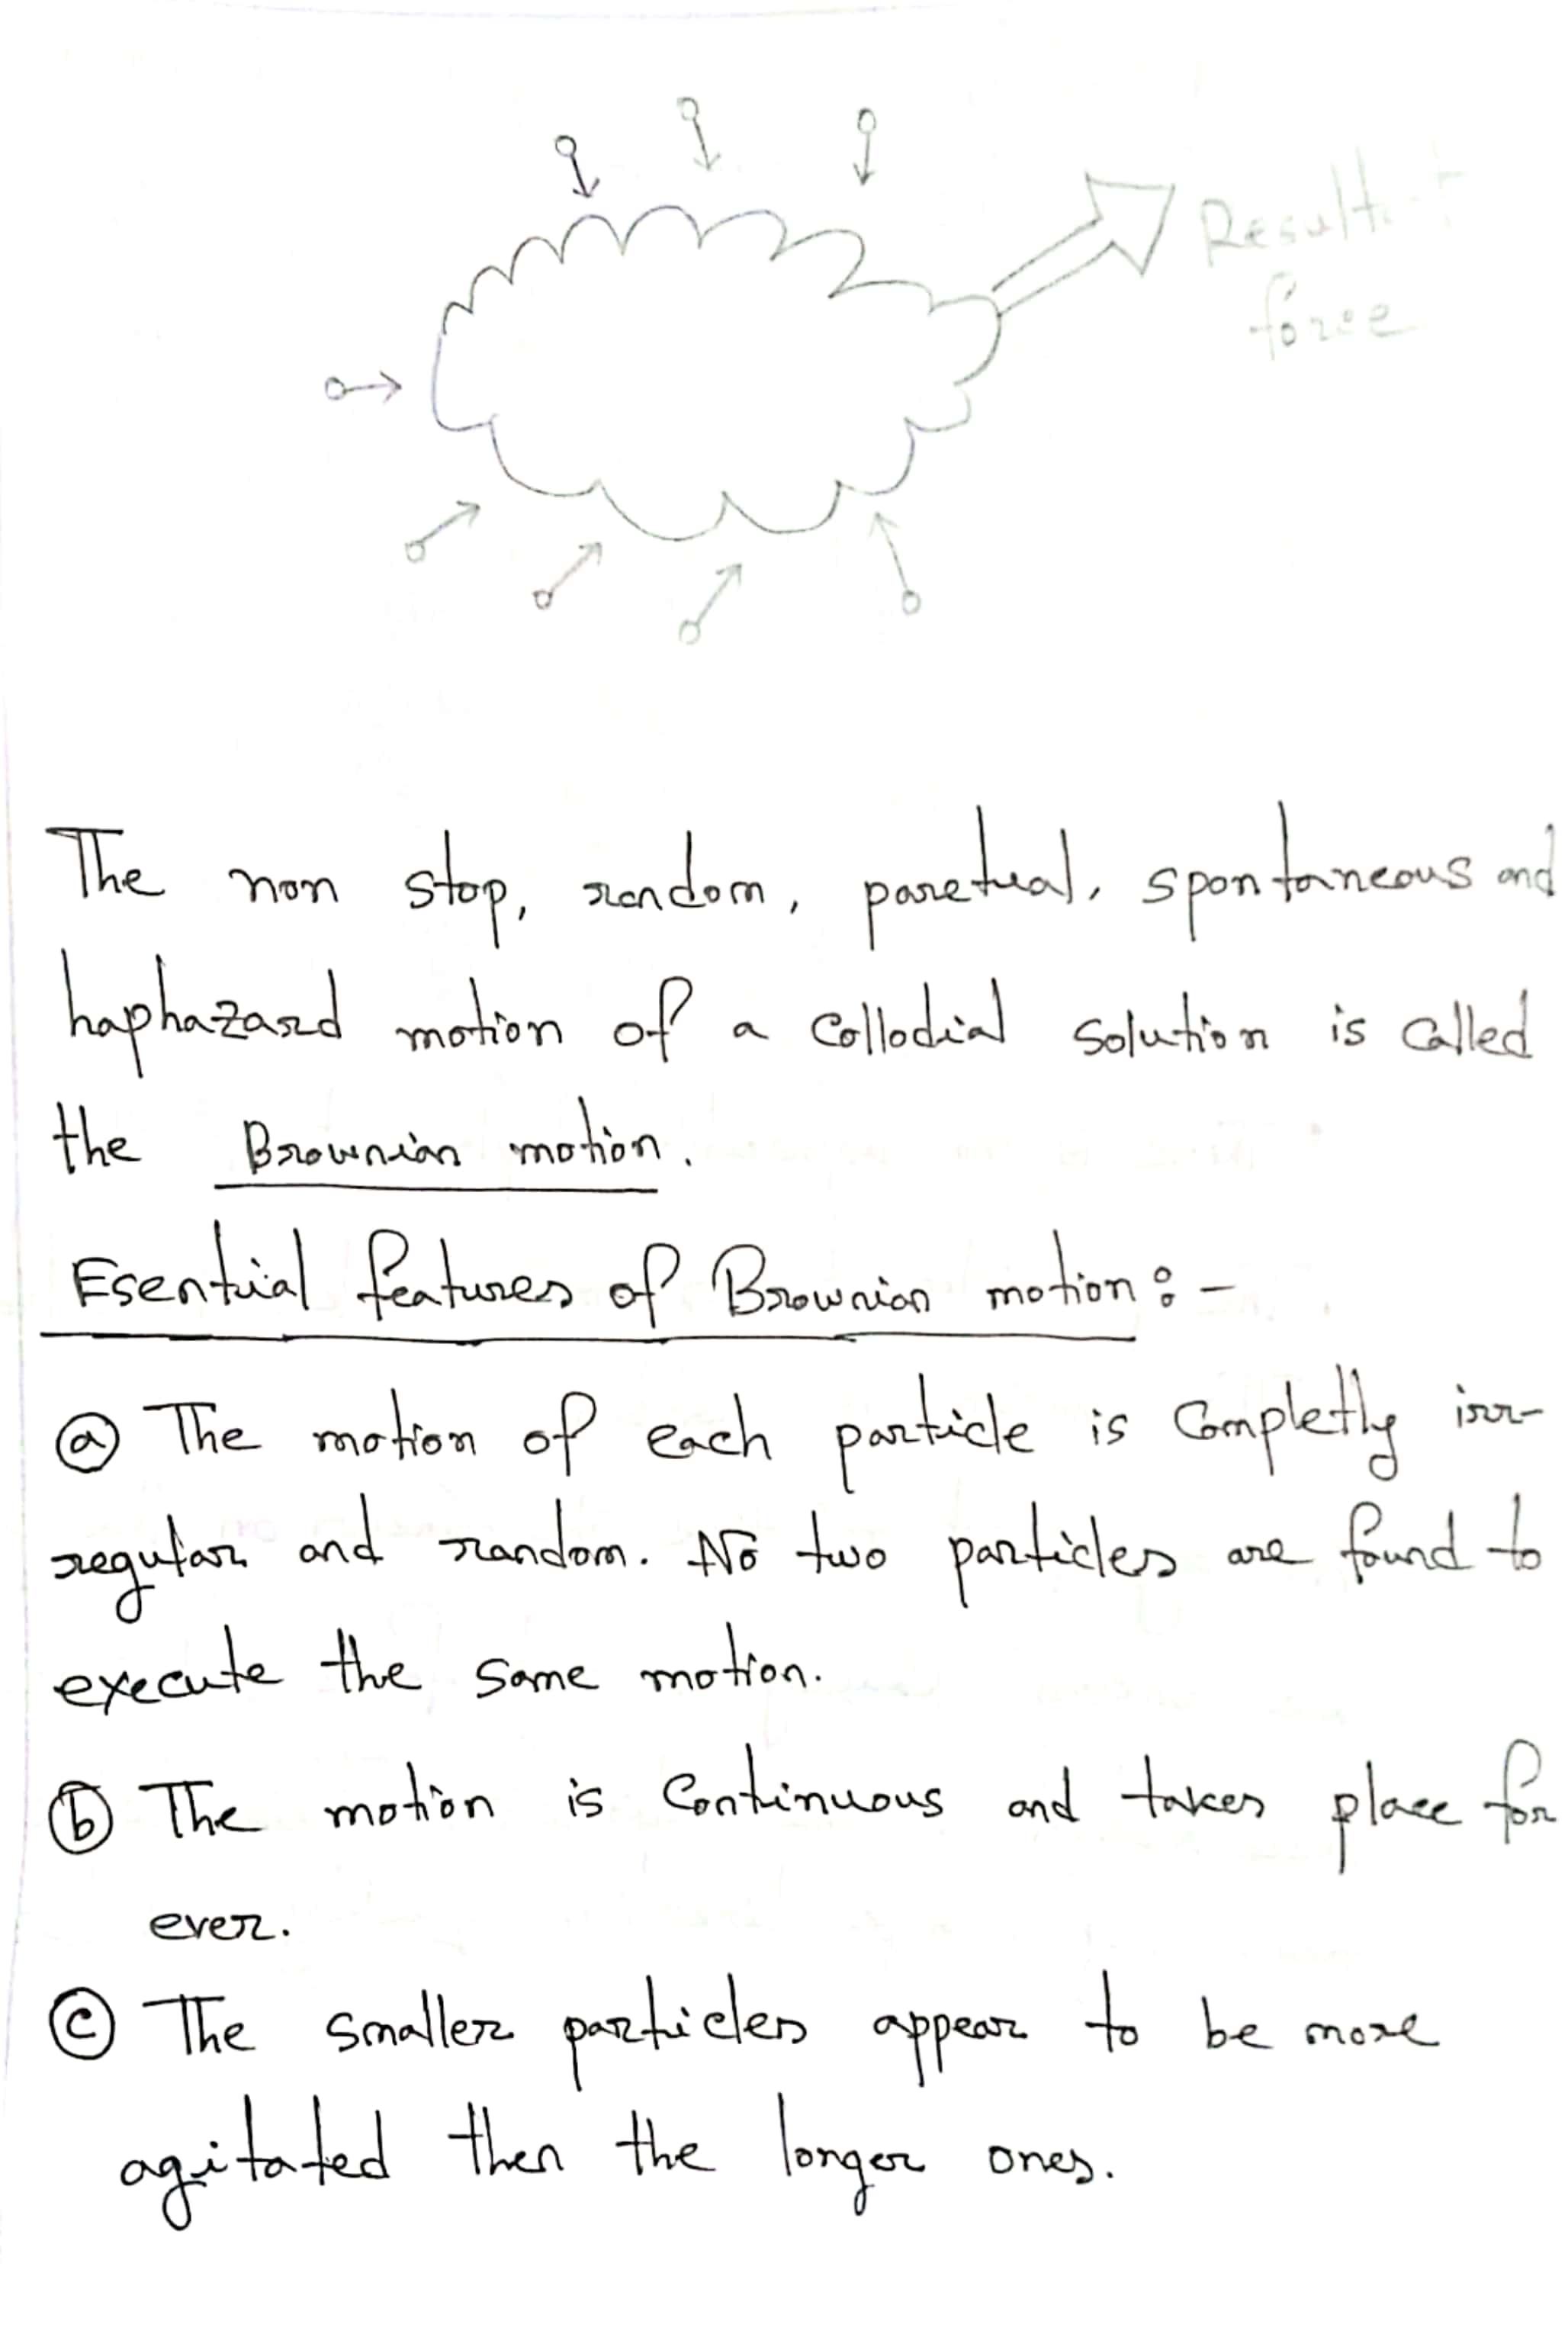 Resultant
force
The non stop, random, paretual, spontaneous and
haphazard motion of a Collodial solution is called
the Brownian motion.
Esential features of Brownian motion:-
(a) The motion of each particle is Completly irr-
regular and random. No two particles are found to
execute the same motion.
(b) The motion is Continuous and takes place for
ever.
(c) The smaller particles appear to be more
agitated then the longer ones.